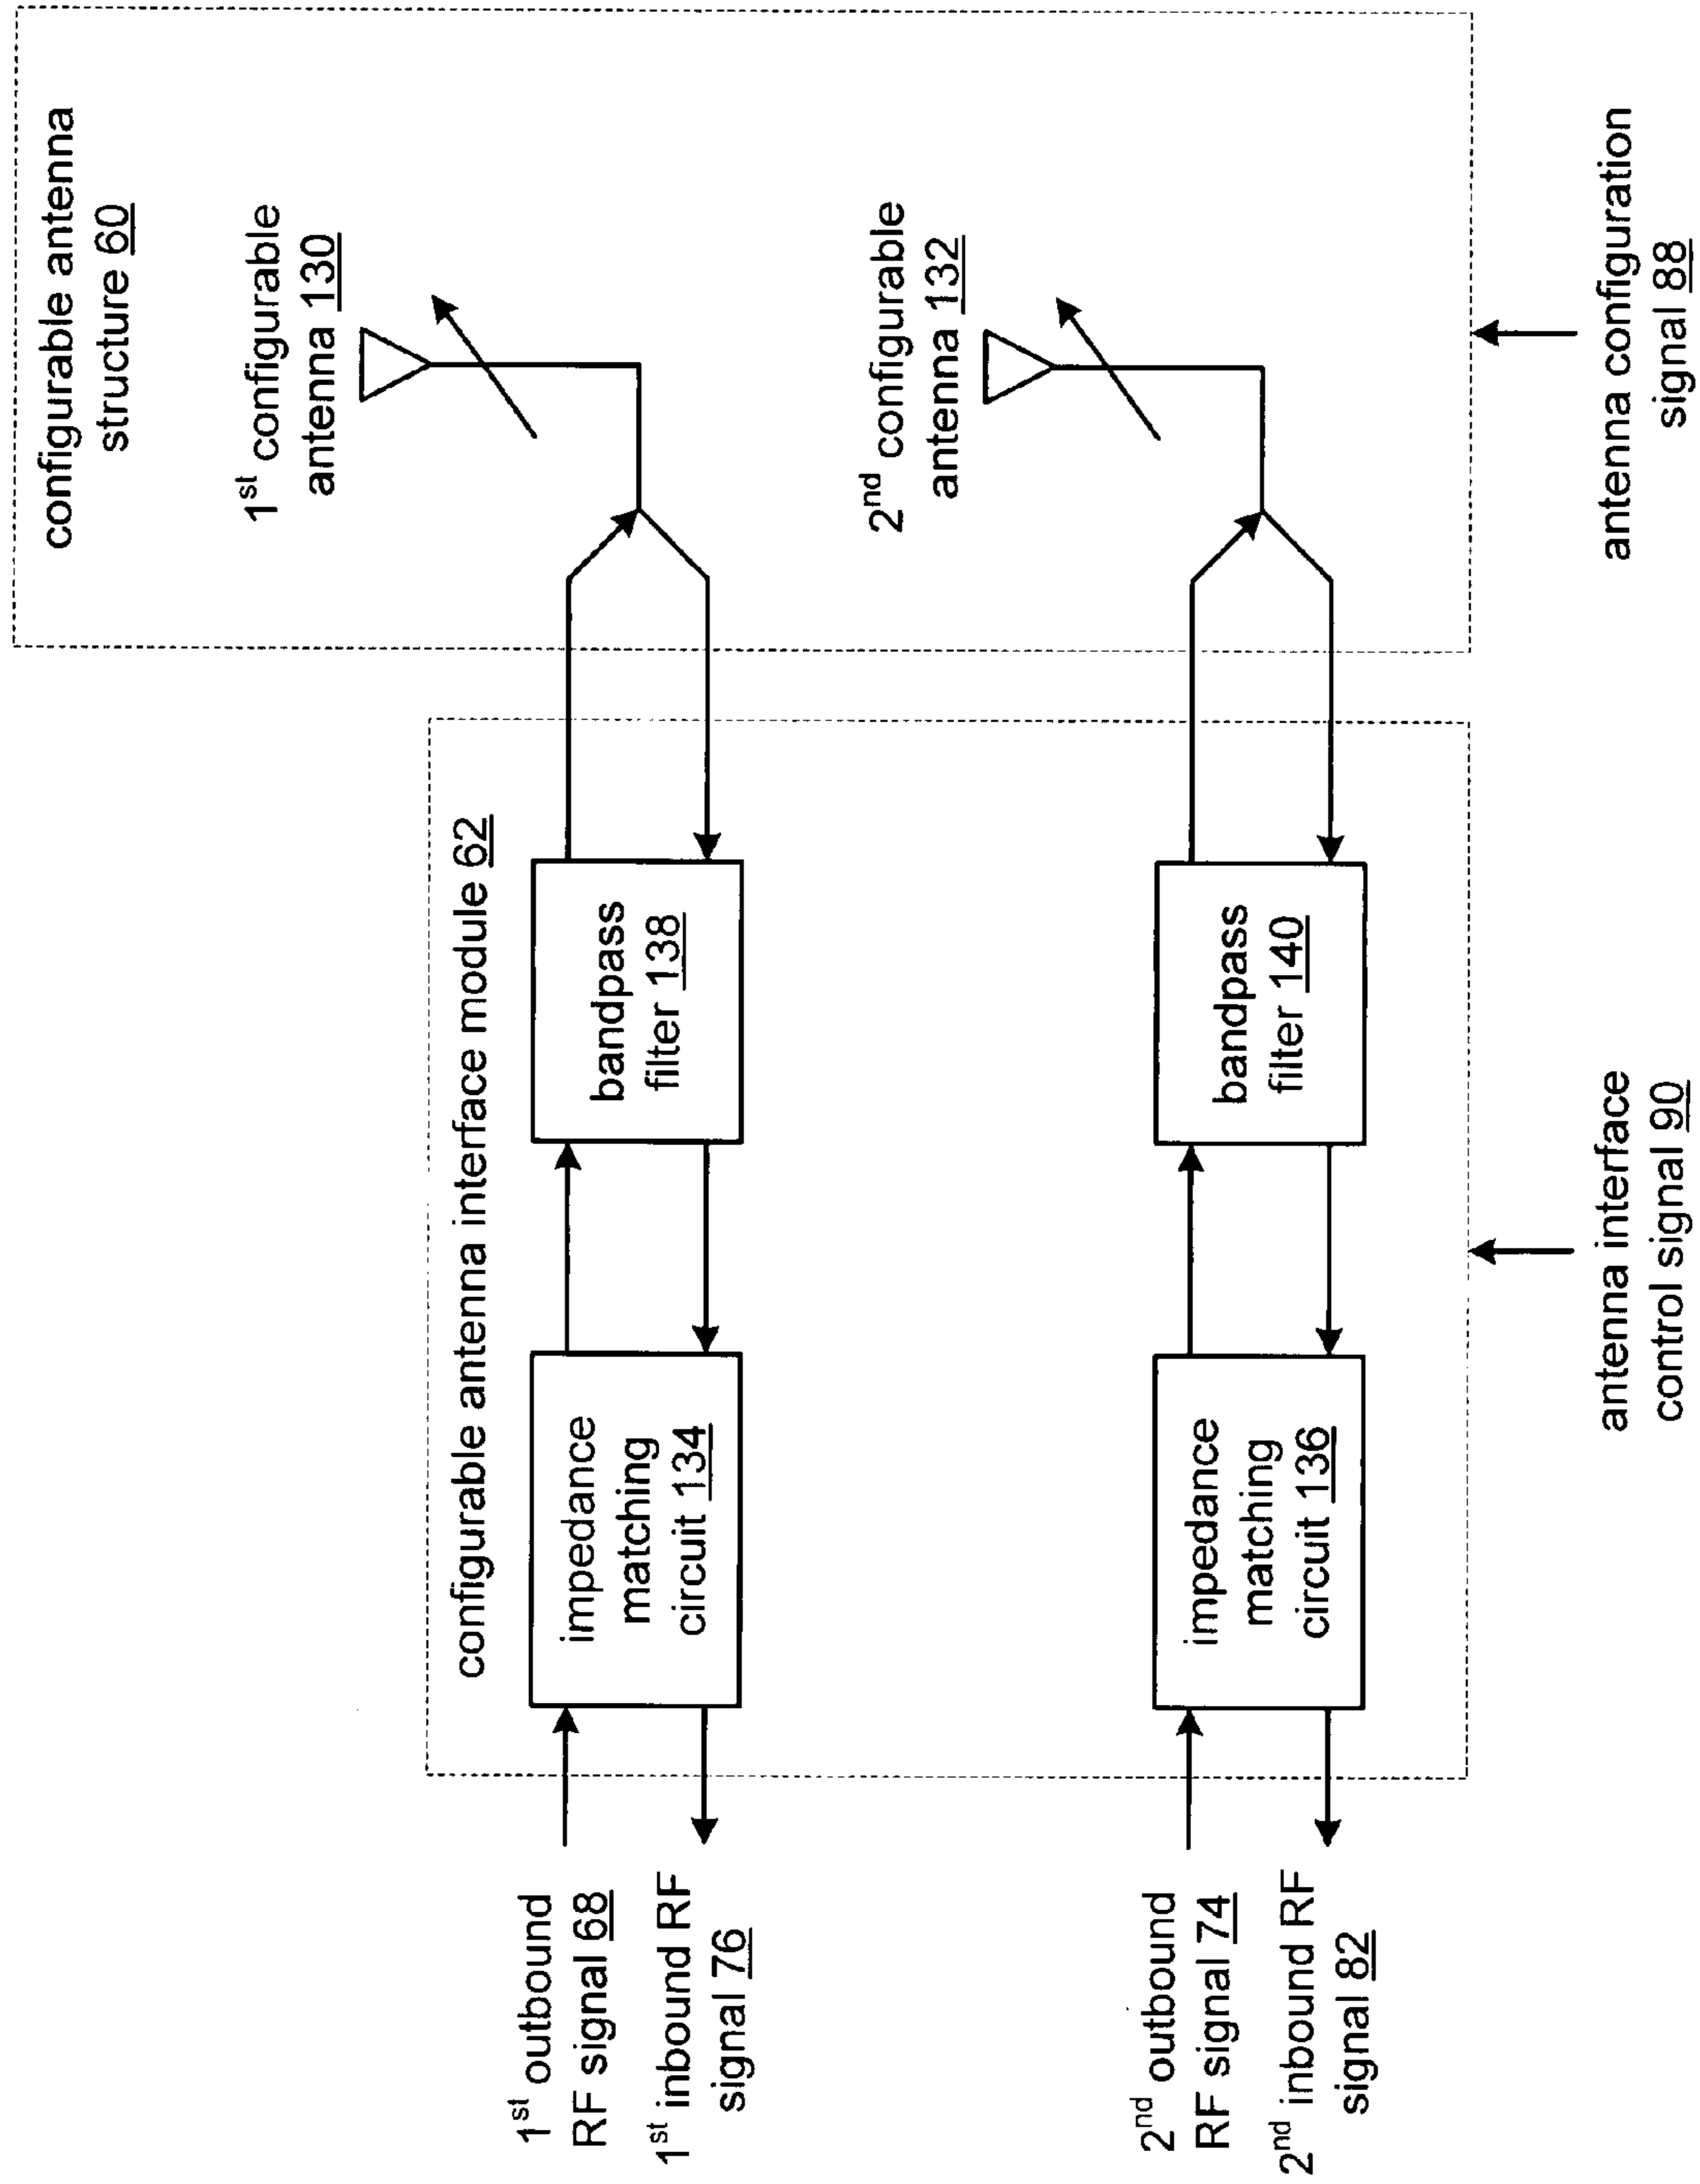 configurable antenna
structure 60
1st configurable
antenna 130
2nd configurable
antenna 132
antenna configuration
signal 88
configurable antenna interface module 62
bandpass
filter 138
bandpass
filter 140
impedance
matching
circuit 134
impedance
matching
circuit 136
antenna interface
control signal 90
1st outbound
RF signal 68
1st inbound RF
signal 76
2nd outbound
RF signal 74
2nd inbound RF
signal 82